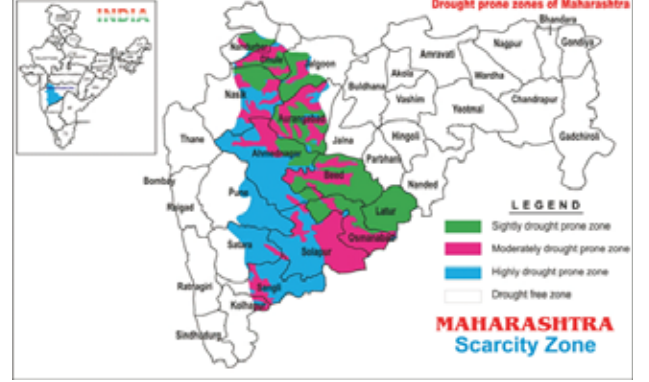 Drought prone zones of Maharashtra
INDIA
Bhandara
Nagpur
Gondiya
Amravati
Nandurbar
Dhule
Jalgoon
Akola
Wardha
Buldhana
Nasik
Vashim
Yaotmal
Chandrapur
Aurangabad
Thane
Jalna
Hingoli
Gadchiroli
Ahmednagar
Parbhani
Bombay
Beed
Nanded
Pune
Raigad
Latur
LEGEND
Sightly drought prone zone
Osmanabad
Satara
Moderately drought prone zone
Solapur
Highly drought prone zone
Ratnagiri
Sangli
Drought free zone
Kolhapur
MAHARASHTRA
Sindhudurg
Scarcity Zone